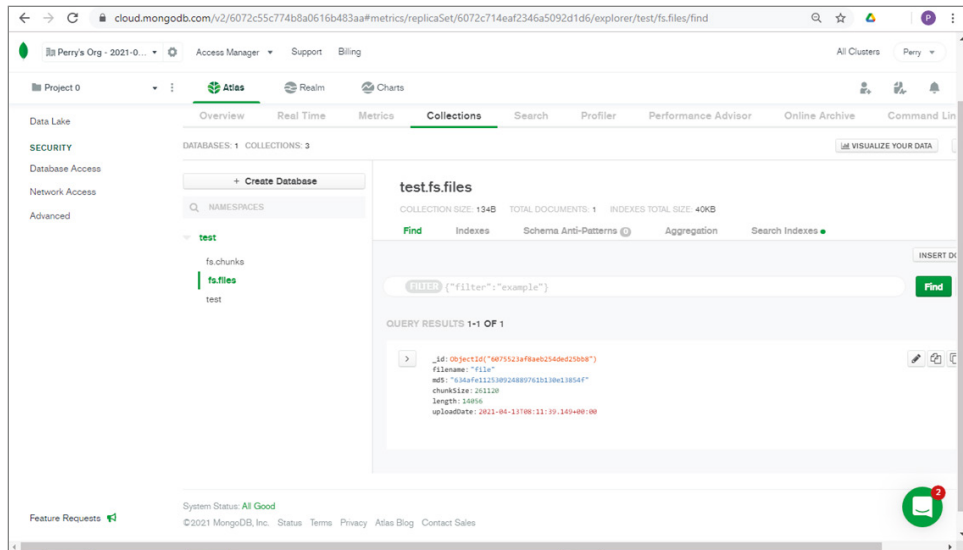 cloud.mongodb.com/v2/6072c55c774b8a0616b483aa#metrics/replicaSet/6072c714eaf2346a5092d1d6/explorer/test/fs.files/find
P
Perry's Org - 2021-0... Access Manager Support Billing All Clusters Perry
Project 0 Atlas Realm Charts
Data Lake Overview Real Time Metrics Collections Search Profiler Performance Advisor Online Archive Command Lin
SECURITY DATABASES: 1 COLLECTIONS: 3 VISUALIZE YOUR DATA
Database Access
Network Access
Advanced
+ Create Database
NAMESPACES
test
fs.chunks
fs.files
test
test.fs.files
COLLECTION SIZE: 134B TOTAL DOCUMENTS: 1 INDEXES TOTAL SIZE: 40KB
Find Indexes Schema Anti-Patterns 0 Aggregation Search Indexes
INSERT DO
FILTER {"filter":"example"} Find
QUERY RESULTS 1-1 OF 1
_id: ObjectId("6075523af8aeb254ded25bb8")
filename: "file"
md5: "634afe11253092488976​1b130e13854f"
chunkSize: 261120
length: 14056
uploadDate: 2021-04-13T08:11:39.149+00:00
System Status: All Good
Feature Requests ©2021 MongoDB, Inc. Status Terms Privacy Atlas Blog Contact Sales
2